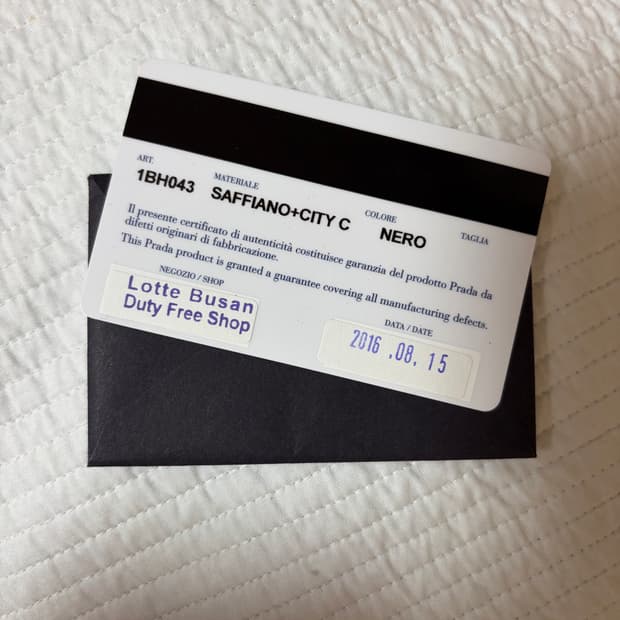 ART.
1BH043
MATERIALE
SAFFIANO+CITY C
COLORE
NERO
TAGLIA
Il presente certificato di autenticità costituisce garanzia del prodotto Prada da
difetti originari di fabbricazione.
This Prada product is granted a guarantee covering all manufacturing defects.
NEGOZIO / SHOP
Lotte Busan
Duty Free Shop
DATA / DATE
2016 .08. 15